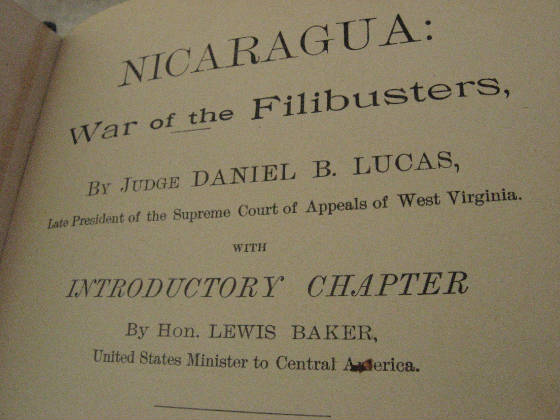 NICARAGUA:
War of the Filibusters,
BY JUDGE DANIEL B. LUCAS,
Late President of the Supreme Court of Appeals of West Virginia.
WITH
INTRODUCTORY CHAPTER
By Hon. LEWIS BAKER,
United States Minister to Central America.